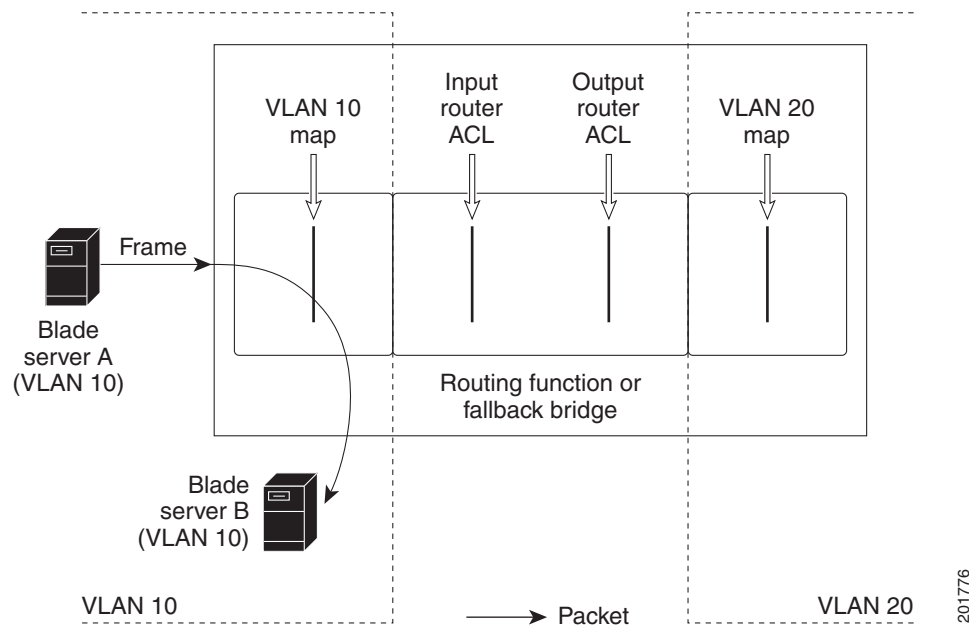 VLAN 10
map
Input
router
ACL
Output
router
ACL
VLAN 20
map
Frame
Blade
server A
(VLAN 10)
Routing function or
fallback bridge
Blade
server B
(VLAN 10)
VLAN 10
Packet
VLAN 20
201776